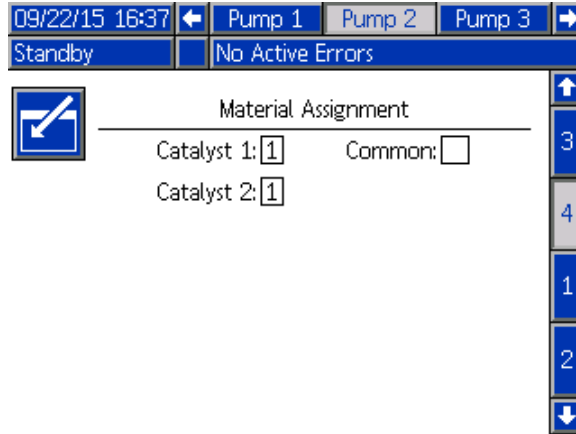 09/22/15 16:37 Pump 1 Pump 2 Pump 3
Standby No Active Errors
Material Assignment
Catalyst 1: 1 Common:
Catalyst 2: 1
3
4
1
2